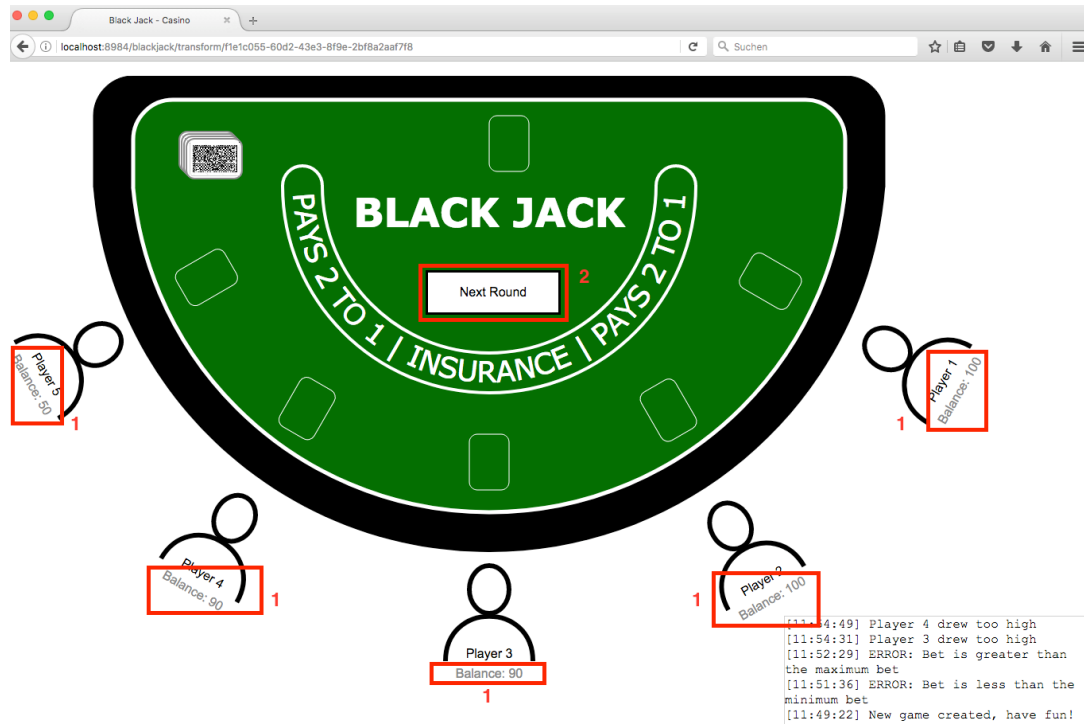 Black Jack - Casino
localhost:8984/blackjack/transform/f1e1c055-60d2-43e3-8f9e-2bf8a2aaf7f8
Suchen
BLACK JACK
PAYS 2 TO 1 | INSURANCE | PAYS 2 TO 1
Next Round
2
Player 5
Balance: 50
1
Player 1
Balance: 100
1
Player 4
Balance: 90
1
Player 2
Balance: 100
1
Player 3
Balance: 90
1
[11:54:49] Player 4 drew too high
[11:54:31] Player 3 drew too high
[11:52:29] ERROR: Bet is greater than
the maximum bet
[11:51:36] ERROR: Bet is less than the
minimum bet
[11:49:22] New game created, have fun!